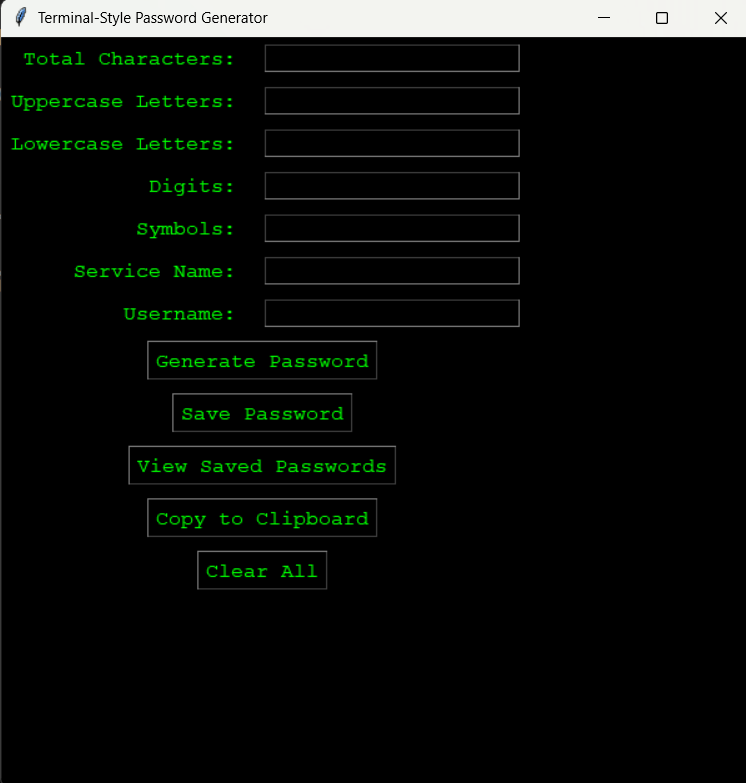 Terminal-Style Password Generator
Total Characters:
Uppercase Letters:
Lowercase Letters:
Digits:
Symbols:
Service Name:
Username:
Generate Password
Save Password
View Saved Passwords
Copy to Clipboard
Clear All